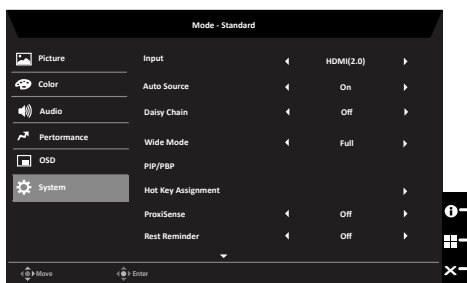 Mode - Standard
Picture
Color
Audio
Pertormance
OSD
System
Input HDMI(2.0)
Auto Source On
Daisy Chain Off
Wide Mode Full
PIP/PBP
Hot Key Assignment
ProxiSense Off
Rest Reminder Off
Move Enter